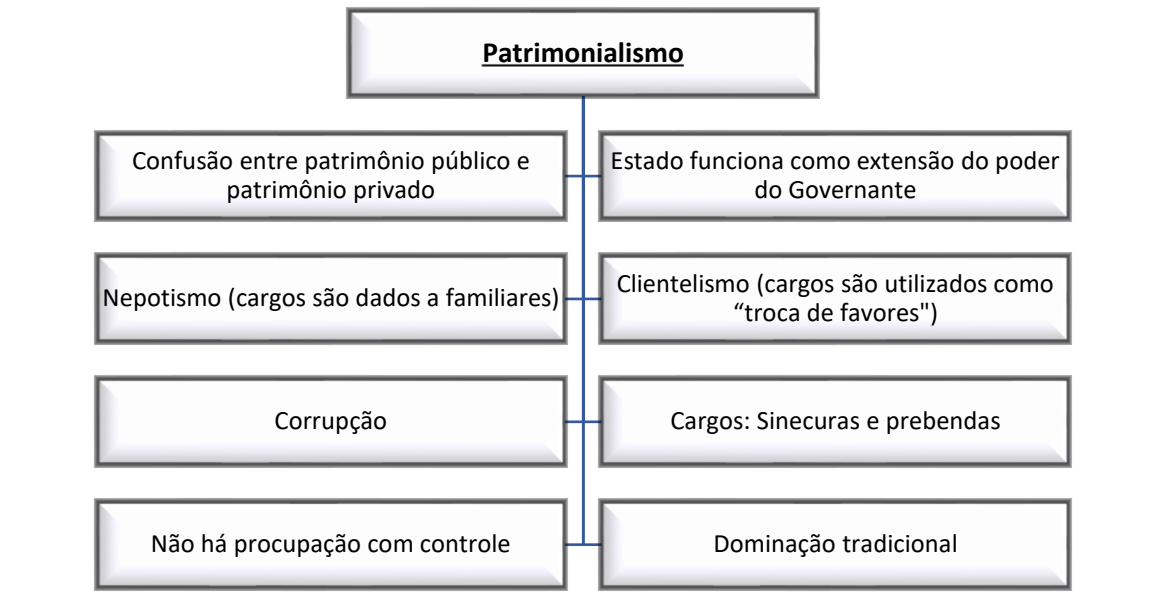 Patrimonialismo
Confusão entre patrimônio público e
patrimônio privado
Estado funciona como extensão do poder
do Governante
Nepotismo (cargos são dados a familiares)
Clientelismo (cargos são utilizados como
“troca de favores")
Corrupção
Cargos: Sinecuras e prebendas
Não há procupação com controle
Dominação tradicional